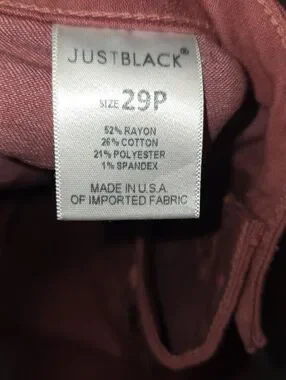 JUSTBLACK®
SIZE 29P
52% RAYON
26% COTTON
21% POLYESTER
1% SPANDEX
MADE IN U.S.A
OF IMPORTED FABRIC